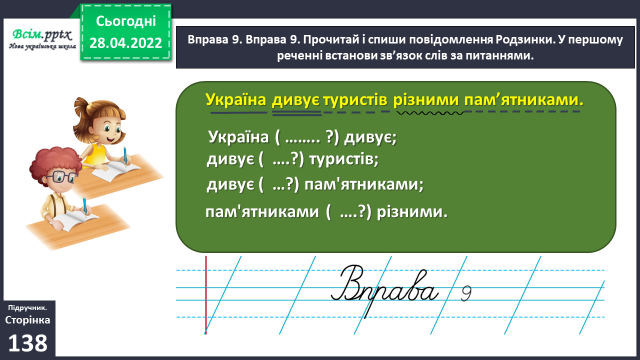 Всім.pptx
Нова українська школа
Сьогодні
28.04.2022
Вправа 9. Вправа 9. Прочитай і спиши повідомлення Родзинки. У першому
реченні встанови зв’язок слів за питаннями.
Україна дивує туристів різними пам’ятниками.
Україна ( …….. ?) дивує;
дивує ( ….?) туристів;
дивує ( …?) пам'ятниками;
пам'ятниками ( ….?) різними.
Вправа 9
Підручник.
Сторінка
138